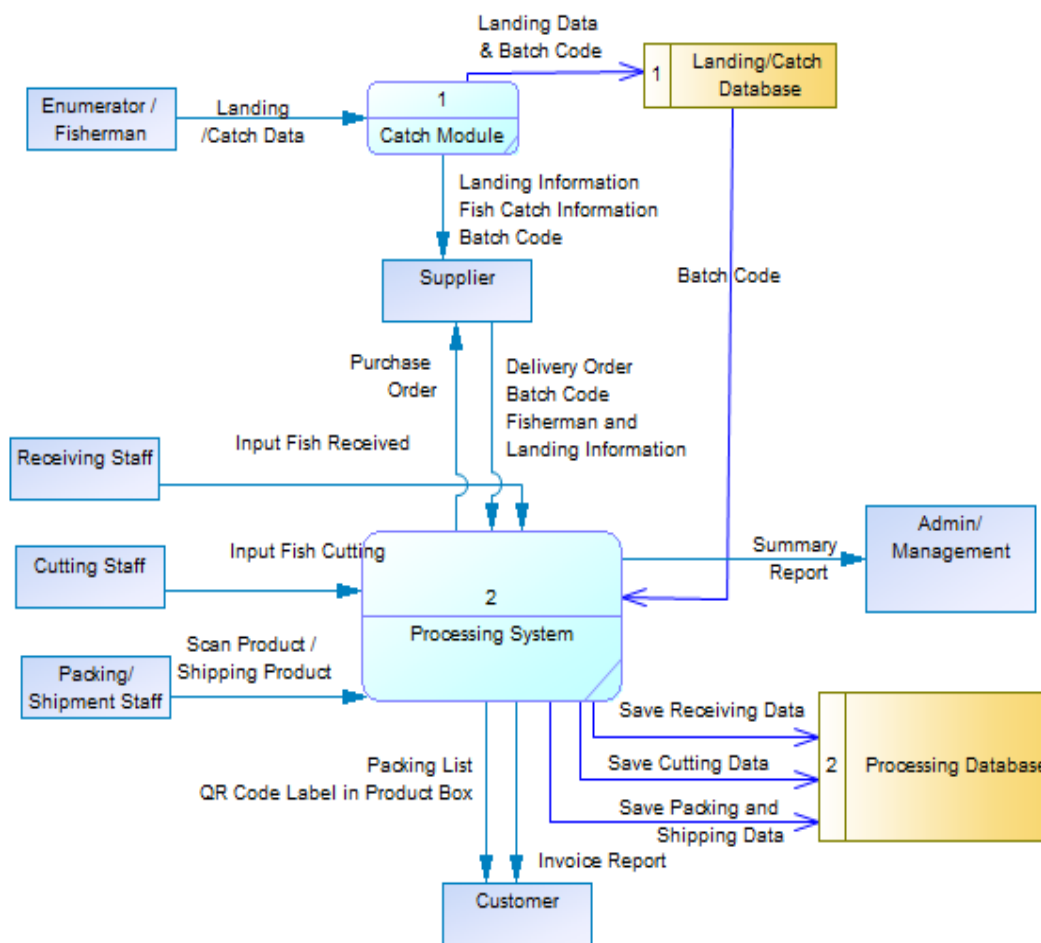 Landing Data
& Batch Code
1
Landing/Catch
Database
Enumerator /
Fisherman
Landing
/Catch Data
1
Catch Module
Landing Information
Fish Catch Information
Batch Code
Supplier
Batch Code
Purchase
Order
Delivery Order
Batch Code
Fisherman and
Landing Information
Input Fish Received
Receiving Staff
Admin/
Management
Input Fish Cutting
Summary
Report
Cutting Staff
2
Processing System
Scan Product /
Shipping Product
Packing/
Shipment Staff
Save Receiving Data
Packing List
QR Code Label in Product Box
Save Cutting Data
2
Processing Database
Save Packing and
Shipping Data
Invoice Report
Customer